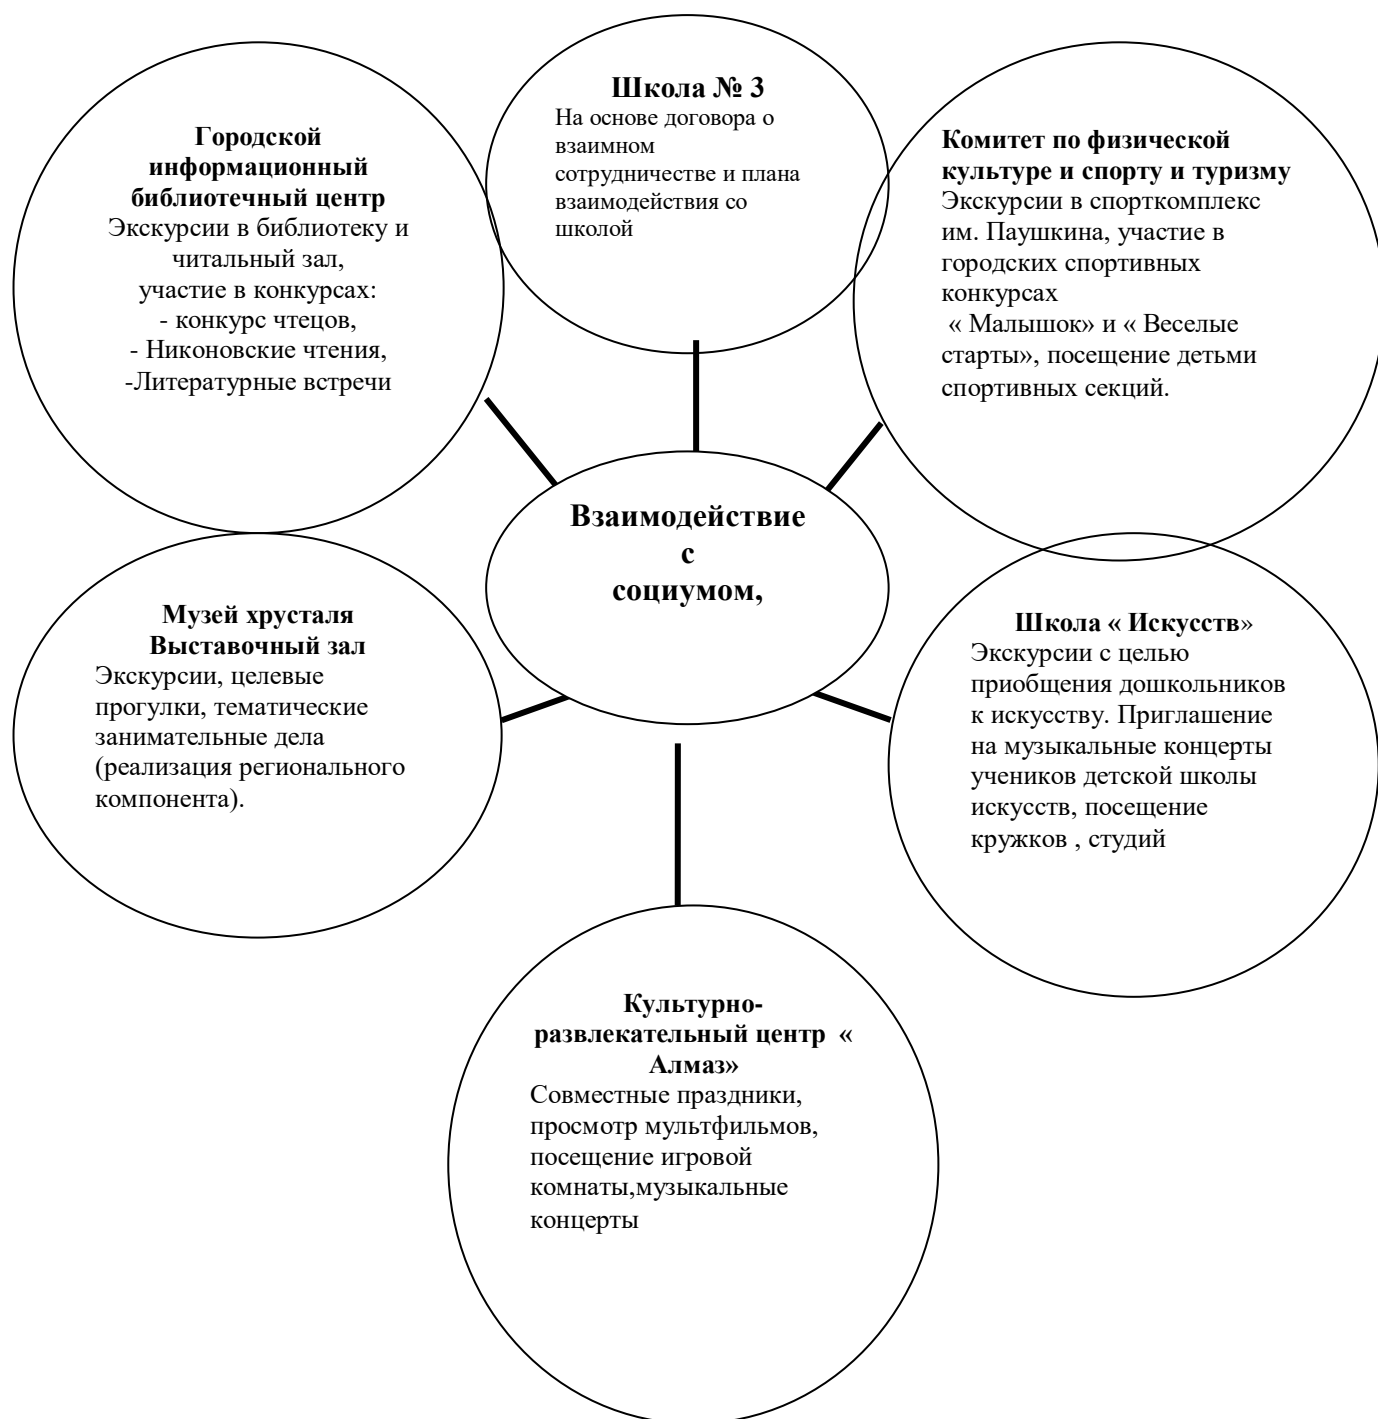 Школа № 3
На основе договора о
взаимном
сотрудничестве и плана
взаимодействия со
школой
Городской
информационный
библиотечный центр
Экскурсии в библиотеку и
читальный зал,
участие в конкурсах:
- конкурс чтецов,
- Никоновские чтения,
-Литературные встречи
Комитет по физической
культуре и спорту и туризму
Экскурсии в спорткомплекс
им. Паушкина, участие в
городских спортивных
конкурсах
« Малышок» и « Веселые
старты», посещение детьми
спортивных секций.
Взаимодействие
с
социумом,
Музей хрусталя
Выставочный зал
Экскурсии, целевые
прогулки, тематические
занимательные дела
(реализация регионального
компонента).
Школа « Искусств»
Экскурсии с целью
приобщения дошкольников
к искусству. Приглашение
на музыкальные концерты
учеников детской школы
искусств, посещение
кружков , студий
Культурно-
развлекательный центр «
Алмаз»
Совместные праздники,
просмотр мультфильмов,
посещение игровой
комнаты,музыкальные
концерты